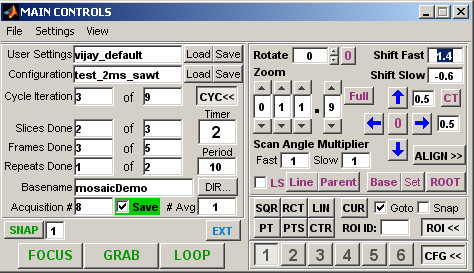 MAIN CONTROLS
File Settings View
User Settings vijay_default Load Save
Configuration test_2ms_sawt Load Save
Cycle Iteration 3 of 9 CYC<<
Timer
Slices Done 2 of 3 2
Frames Done 3 of 5 Period
Repeats Done 1 of 2 10
Basename mosaicDemo DIR...
Acquisition # 8 Save # Avg 1
SNAP 1 EXT
FOCUS GRAB LOOP
Rotate 0 0 Shift Fast 1.4
Zoom Shift Slow -0.6
Full 0.5 CT
0 1 1 . 9 0 0.5
Scan Angle Multiplier
Fast 1 Slow 1 ALIGN >>
LS Line Parent Base Set ROOT
SQR RCT LIN CUR Goto Snap
PT PTS CTR ROI ID: ROI <<
1 2 3 4 5 6 CFG <<